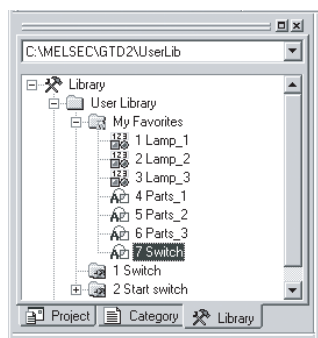 C:\MELSEC\GTD2\UserLib
Library
User Library
My Favorites
1 Lamp_1
2 Lamp_2
3 Lamp_3
4 Parts_1
5 Parts_2
6 Parts_3
7 Switch
1 Switch
2 Start switch
Project Category Library